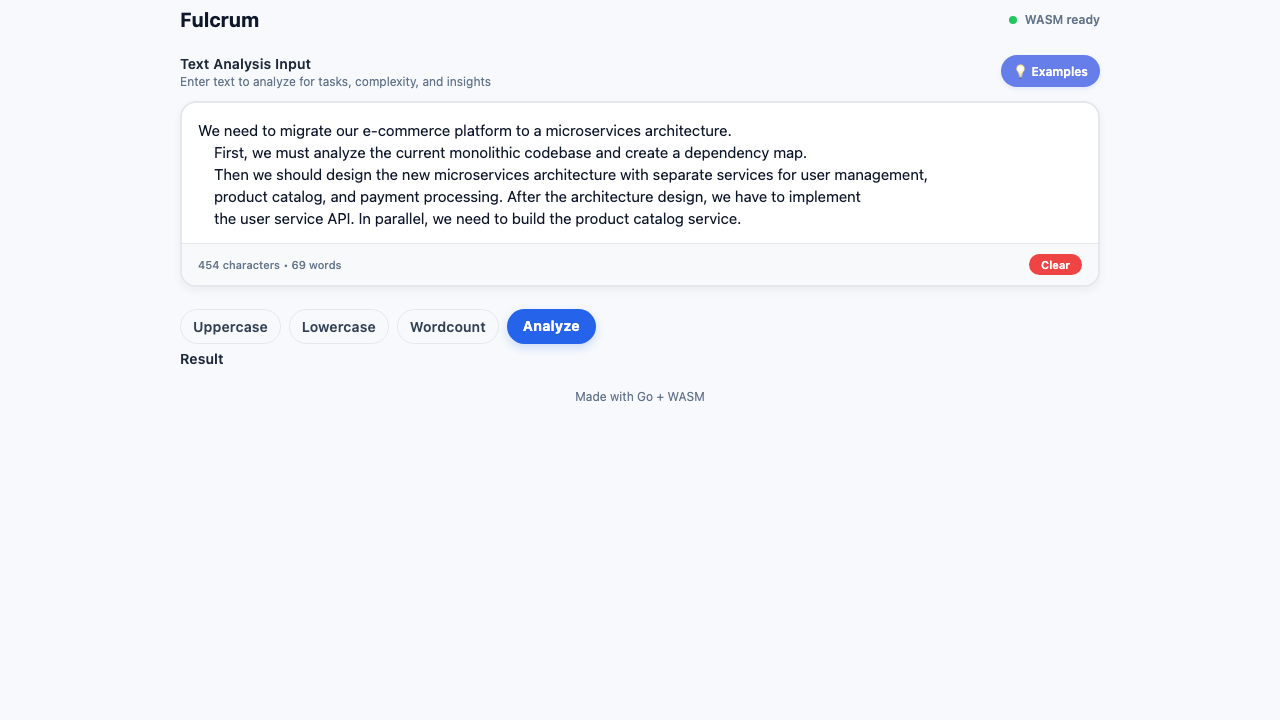 Fulcrum
WASM ready
Text Analysis Input
Enter text to analyze for tasks, complexity, and insights
Examples
We need to migrate our e-commerce platform to a microservices architecture.
First, we must analyze the current monolithic codebase and create a dependency map.
Then we should design the new microservices architecture with separate services for user management,
product catalog, and payment processing. After the architecture design, we have to implement
the user service API. In parallel, we need to build the product catalog service.
454 characters • 69 words
Clear
Uppercase
Lowercase
Wordcount
Analyze
Result
Made with Go + WASM